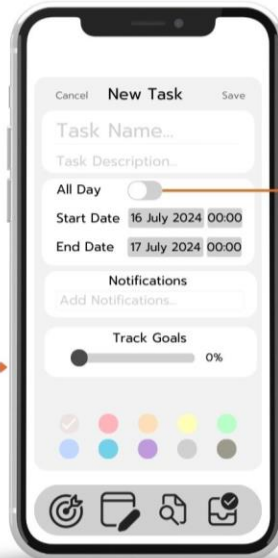 Cancel New Task Save
Task Name...
Task Description..
All Day
Start Date 16 July 2024 00:00
End Date 17 July 2024 00:00
Notifications
Add Notifications...
Track Goals
0%